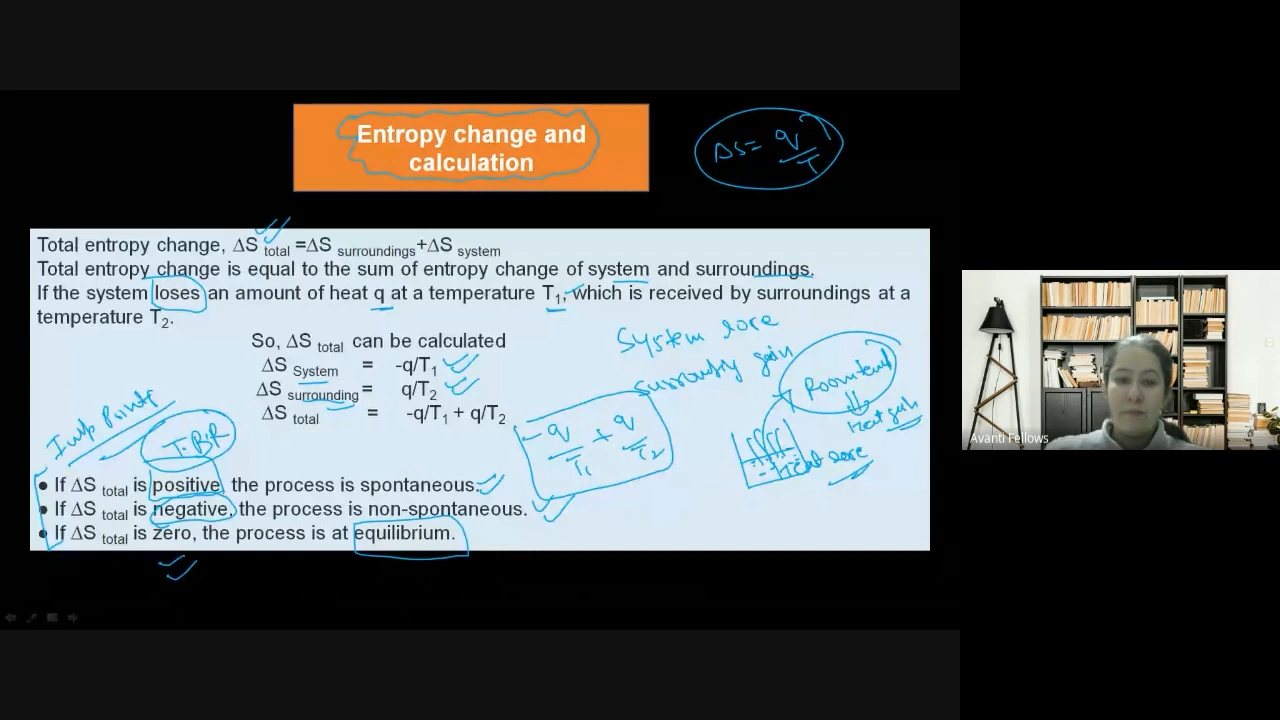 Entropy change and
calculation
ΔS = q/T
Total entropy change, ΔS total =ΔS surroundings+ΔS system
Total entropy change is equal to the sum of entropy change of system and surroundings.
If the system loses an amount of heat q at a temperature T1, which is received by surroundings at a
temperature T2.
So, ΔS total can be calculated
ΔS System = -q/T1
ΔS surrounding= q/T2
ΔS total = -q/T1 + q/T2
System lose
surrounding gain
-q/T1 + q/T2
Room temp
Heat gain
Heat lose
Imp Points
T.B.R
● If ΔS total is positive, the process is spontaneous.
● If ΔS total is negative, the process is non-spontaneous.
● If ΔS total is zero, the process is at equilibrium.
Avanti Fellows